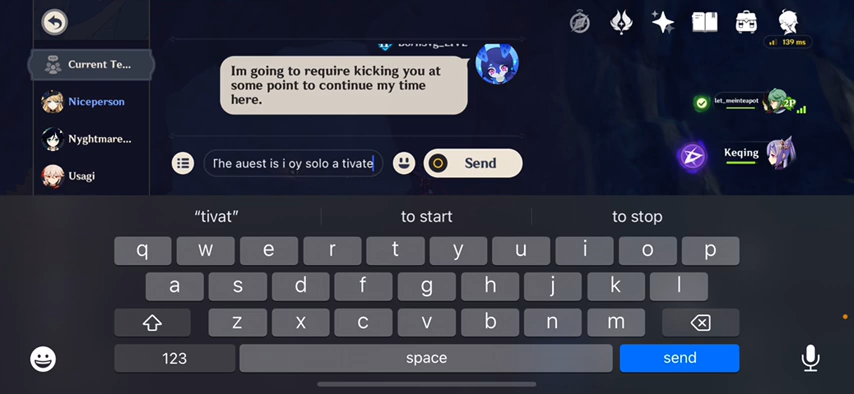 139 ms
Current Te...
Im going to require kicking you at
some point to continue my time
here.
Niceperson
let_meinteapot
2P
Nyghtmare...
Keqing
The auest is i oy solo a tivate
Send
Usagi
“tivat”
to start
to stop
q w e r t y u i o p
a s d f g h j k l
z x c v b n m
123
space
send